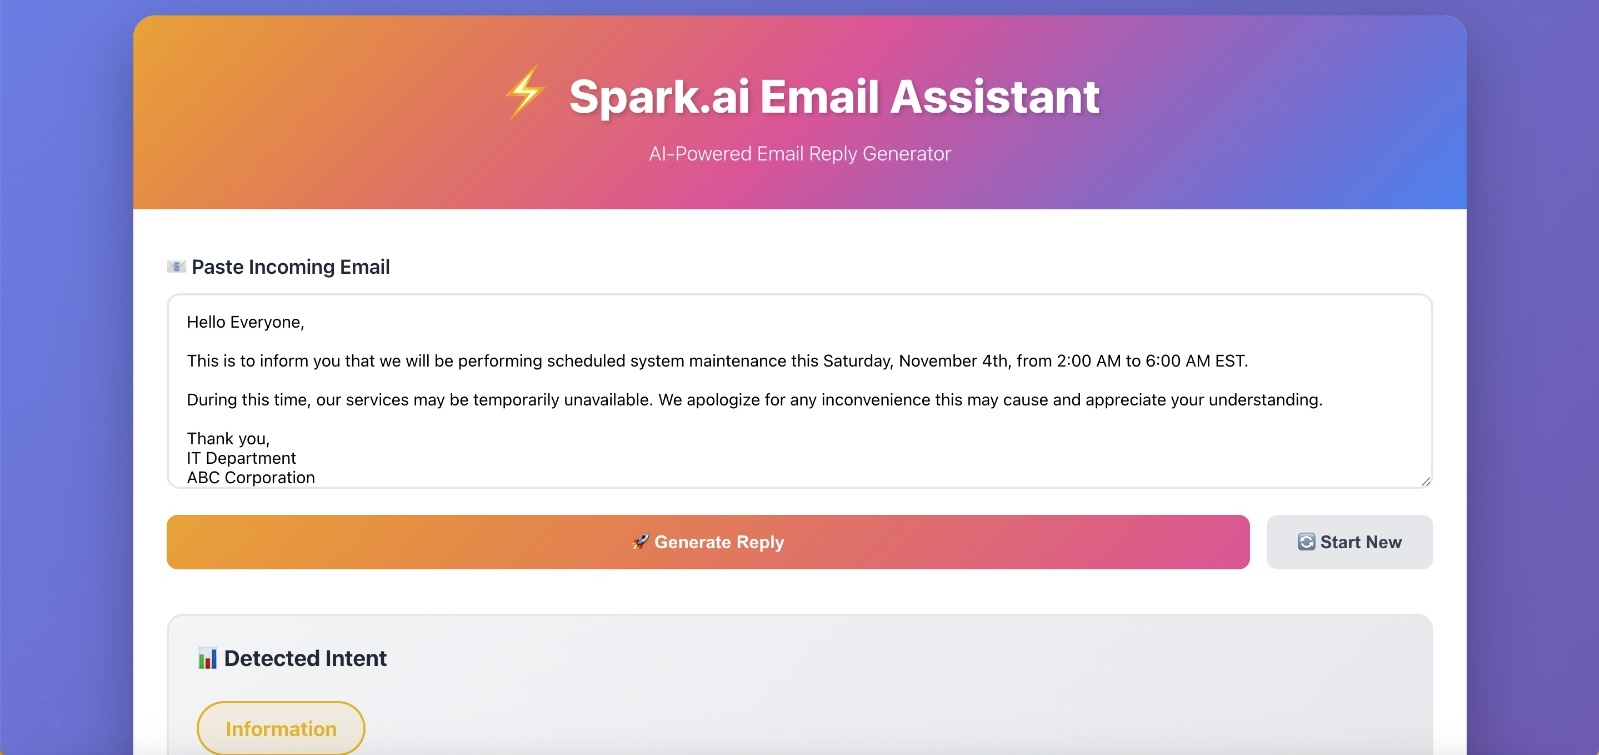 ⚡ Spark.ai Email Assistant
AI-Powered Email Reply Generator
📧 Paste Incoming Email
Hello Everyone,
This is to inform you that we will be performing scheduled system maintenance this Saturday, November 4th, from 2:00 AM to 6:00 AM EST.
During this time, our services may be temporarily unavailable. We apologize for any inconvenience this may cause and appreciate your understanding.
Thank you,
IT Department
ABC Corporation
🚀 Generate Reply
🔄 Start New
📊 Detected Intent
Information